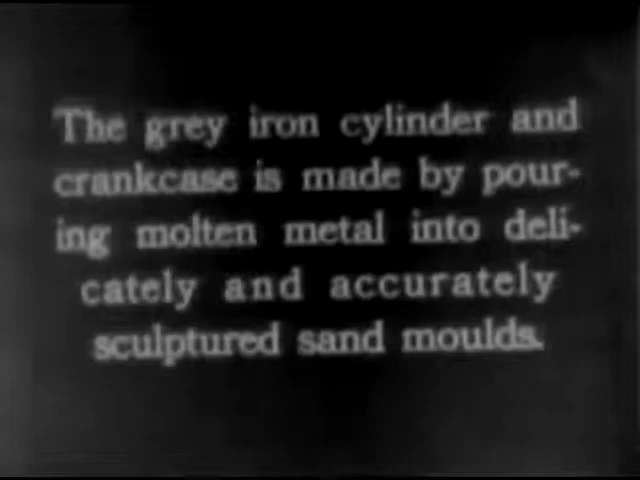 The grey iron cylinder and
crankcase is made by pour-
ing molten metal into deli-
cately and accurately
sculptured sand moulds.